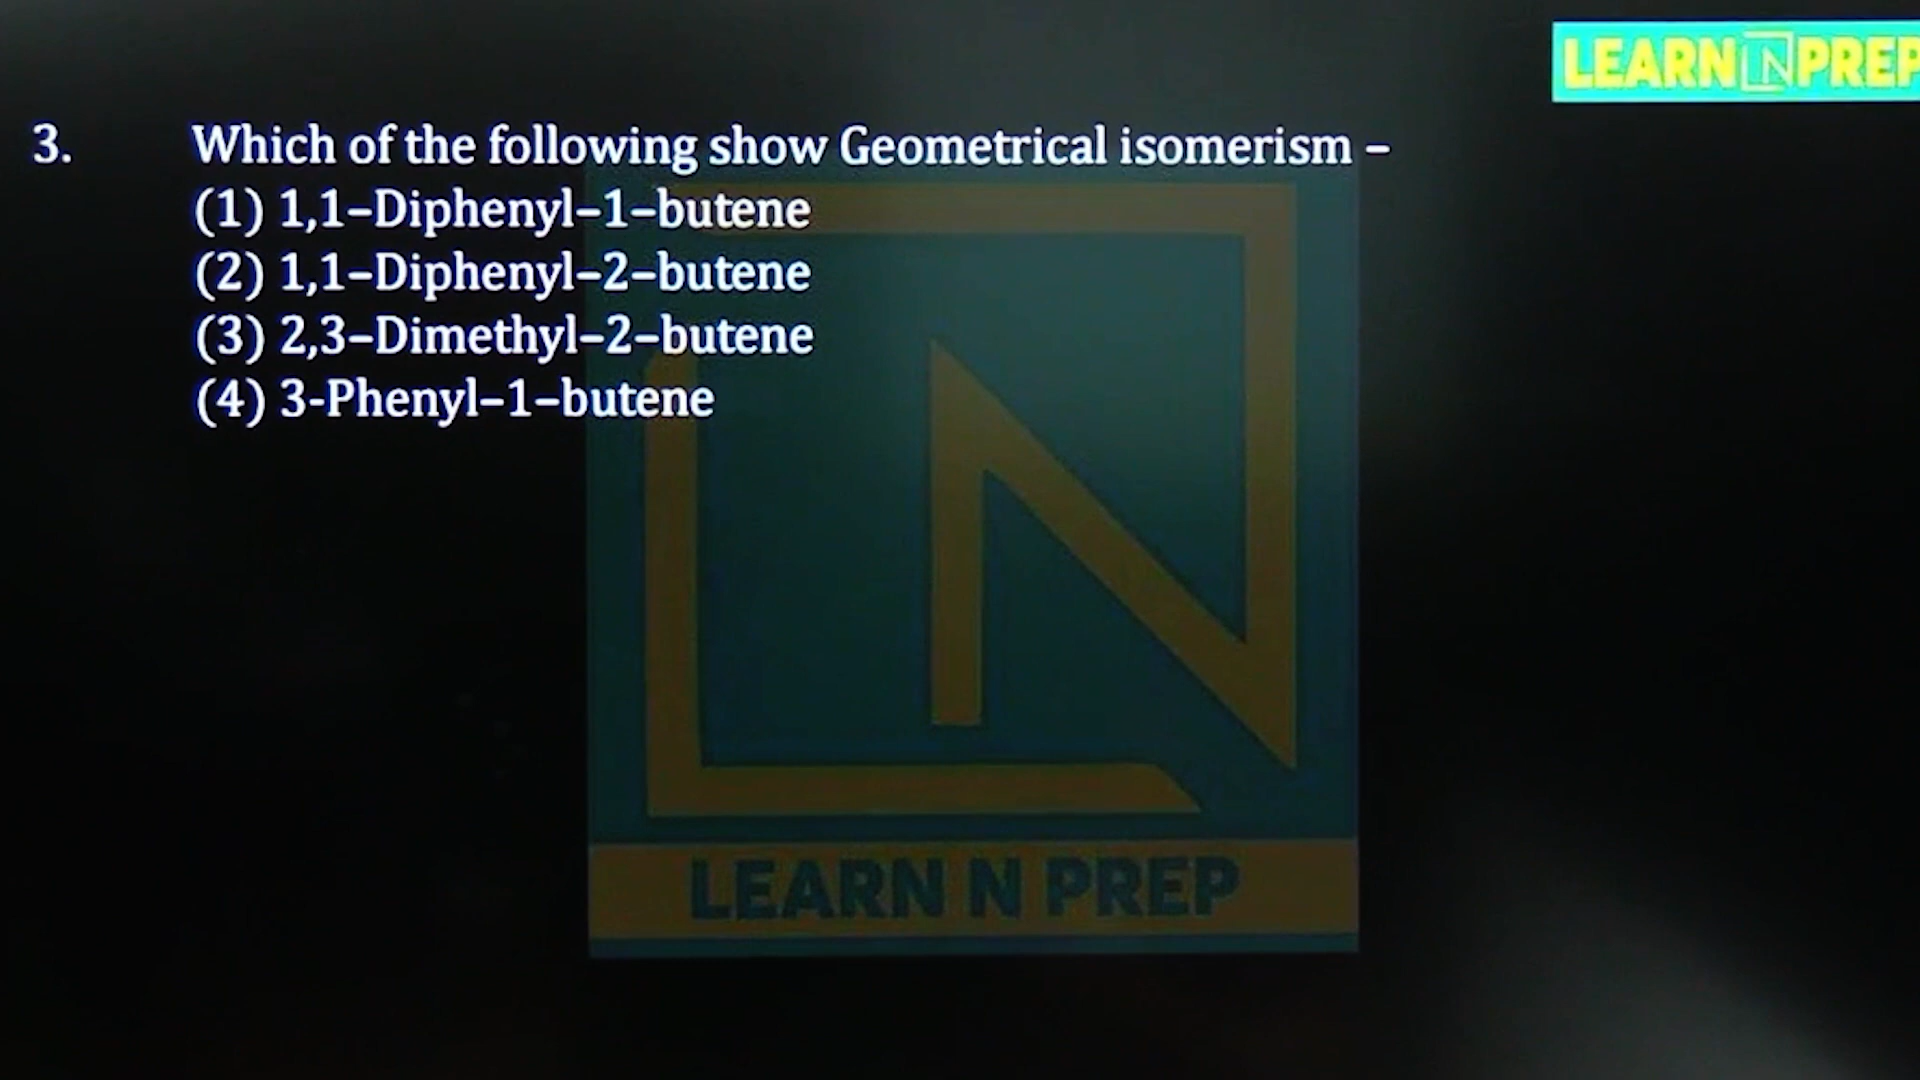 LEARN N PREP
3. Which of the following show Geometrical isomerism –
(1) 1,1–Diphenyl–1–butene
(2) 1,1–Diphenyl–2–butene
(3) 2,3–Dimethyl–2–butene
(4) 3-Phenyl–1–butene
LEARN N PREP